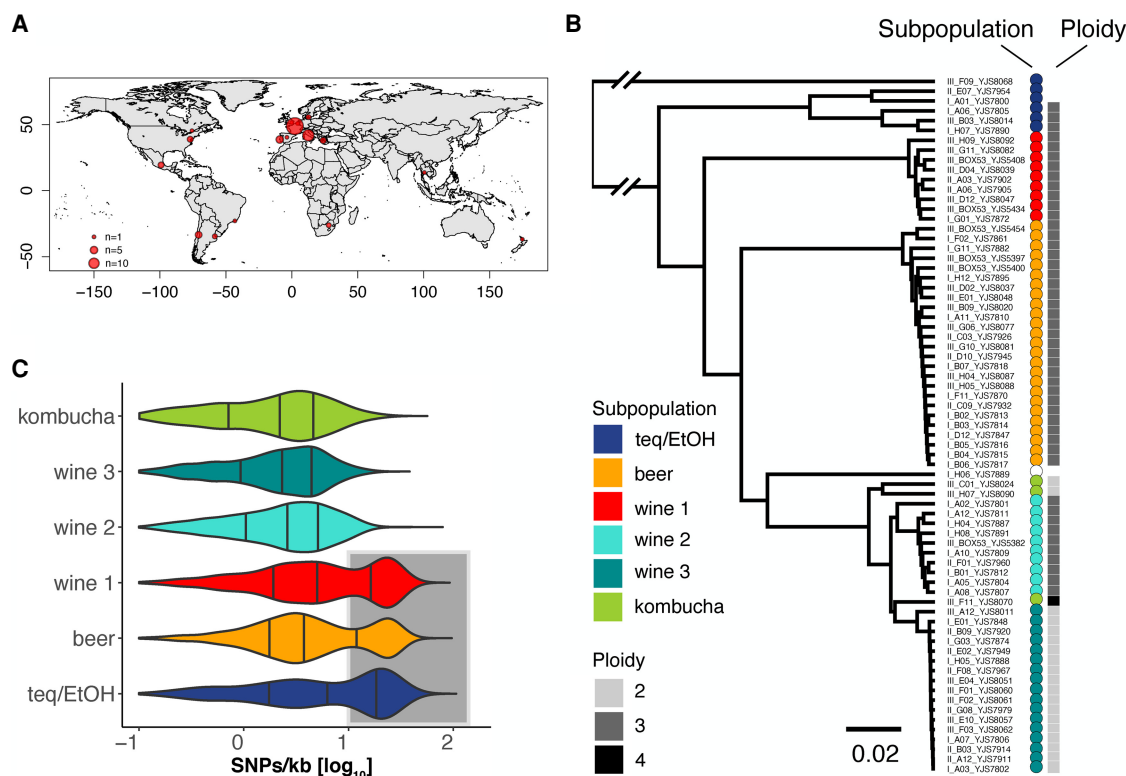 A
50
0
−50
n=1
n=5
n=10
−150
−100
−50
0
50
100
150
B
Subpopulation
Ploidy
III_F09_YJS8068
II_E07_YJS7954
I_A01_YJS7800
I_A06_YJS7805
III_B03_YJS8014
I_H07_YJS7890
III_H09_YJS8092
III_G11_YJS8082
III_BOX53_YJS5408
III_D04_YJS8039
II_A03_YJS7902
II_A06_YJS7905
III_D12_YJS8047
III_BOX53_YJS5434
I_G01_YJS7872
III_BOX53_YJS5454
I_F02_YJS7861
I_G11_YJS7882
III_BOX53_YJS5397
III_BOX53_YJS5400
I_H12_YJS7895
III_D02_YJS8037
III_E01_YJS8048
III_B09_YJS8020
I_A11_YJS7810
III_G06_YJS8077
II_C03_YJS7926
III_G10_YJS8081
II_D10_YJS7945
I_B07_YJS7818
III_H04_YJS8087
III_H05_YJS8088
I_F11_YJS7870
II_C09_YJS7932
I_B02_YJS7813
I_B03_YJS7814
I_D12_YJS7847
I_B05_YJS7816
I_B04_YJS7815
I_B06_YJS7817
I_H06_YJS7889
III_C01_YJS8024
III_H07_YJS8090
I_A02_YJS7801
I_A12_YJS7811
I_H04_YJS7887
I_H08_YJS7891
III_BOX53_YJS5382
I_A10_YJS7809
II_F01_YJS7960
I_B01_YJS7812
I_A05_YJS7804
I_A08_YJS7807
III_F11_YJS8070
III_A12_YJS8011
I_E01_YJS7848
II_B09_YJS7920
I_G03_YJS7874
II_E02_YJS7949
I_H05_YJS7888
II_F08_YJS7967
III_E04_YJS8051
III_F01_YJS8060
III_F02_YJS8061
II_G08_YJS7979
III_E10_YJS8057
III_F03_YJS8062
I_A07_YJS7806
II_B03_YJS7914
II_A12_YJS7911
I_A03_YJS7802
Subpopulation
teq/EtOH
beer
wine 1
wine 2
wine 3
kombucha
Ploidy
2
3
4
0.02
C
kombucha
wine 3
wine 2
wine 1
beer
teq/EtOH
−1
0
1
2
SNPs/kb [log10]